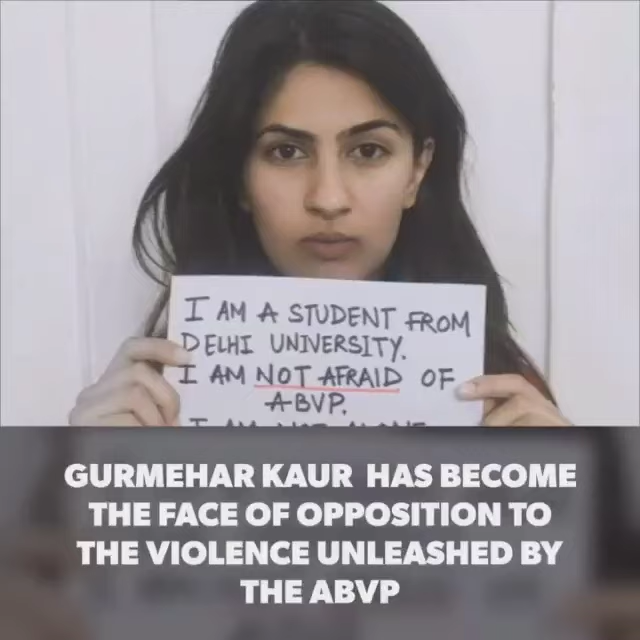 I AM A STUDENT FROM
DELHI UNIVERSITY.
I AM NOT AFRAID OF
ABVP.
GURMEHAR KAUR HAS BECOME
THE FACE OF OPPOSITION TO
THE VIOLENCE UNLEASHED BY
THE ABVP